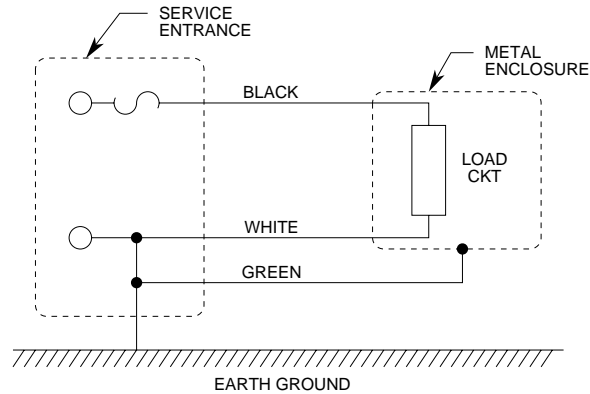 SERVICE
ENTRANCE
METAL
ENCLOSURE
BLACK
LOAD
CKT
WHITE
GREEN
EARTH GROUND